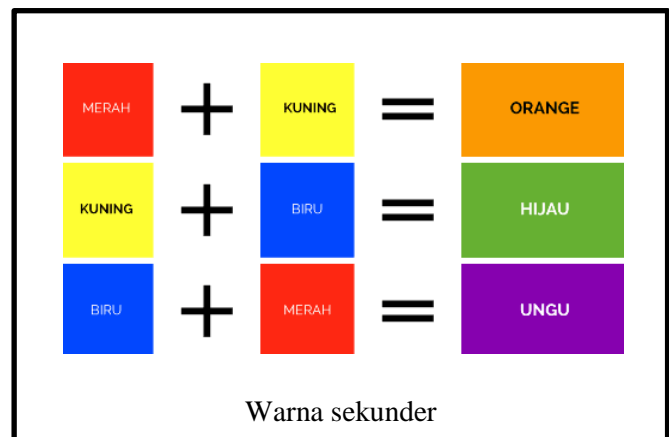 MERAH + KUNING = ORANGE
KUNING + BIRU = HIJAU
BIRU + MERAH = UNGU
Warna sekunder